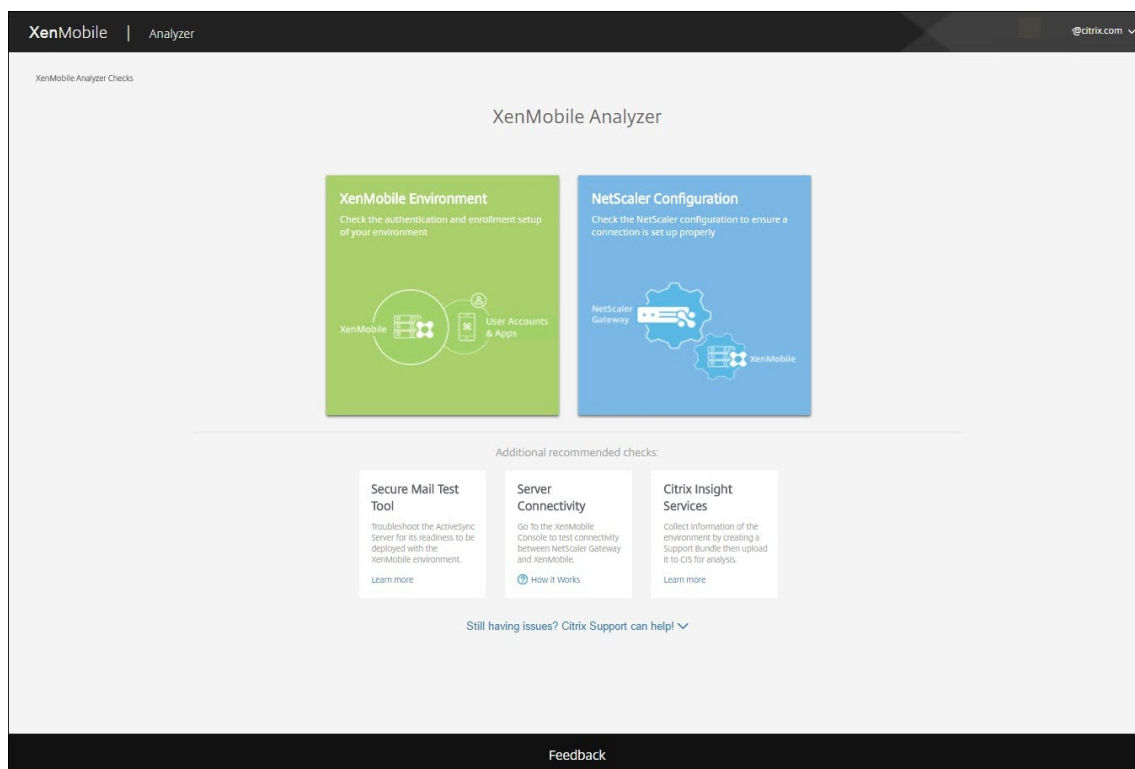 XenMobile | Analyzer
@citrix.com
XenMobile Analyzer Checks
XenMobile Analyzer
XenMobile Environment
Check the authentication and enrollment setup
of your environment
XenMobile
User Accounts
& Apps
NetScaler Configuration
Check the NetScaler configuration to ensure a
connection is set up properly
NetScaler
Gateway
XenMobile
Additional recommended checks:
Secure Mail Test
Tool
Troubleshoot the ActiveSync
Server for its readiness to be
deployed with the
XenMobile environment.
Learn more
Server
Connectivity
Go To the XenMobile
Console to test connectivity
between NetScaler Gateway
and XenMobile.
How it Works
Citrix Insight
Services
Collect information of the
environment by creating a
Support Bundle then upload
it to CIS for analysis.
Learn more
Still having issues? Citrix Support can help!
Feedback